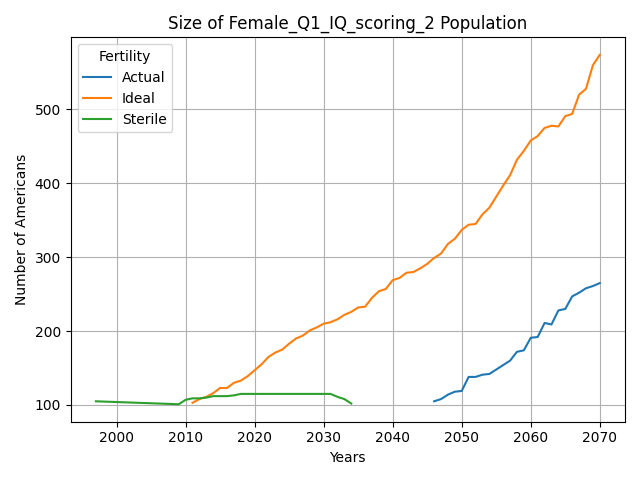 Size of Female_Q1_IQ_scoring_2 Population
Fertility
Actual
Ideal
Sterile
Number of Americans
500
400
300
200
100
2000 2010 2020 2030 2040 2050 2060 2070
Years